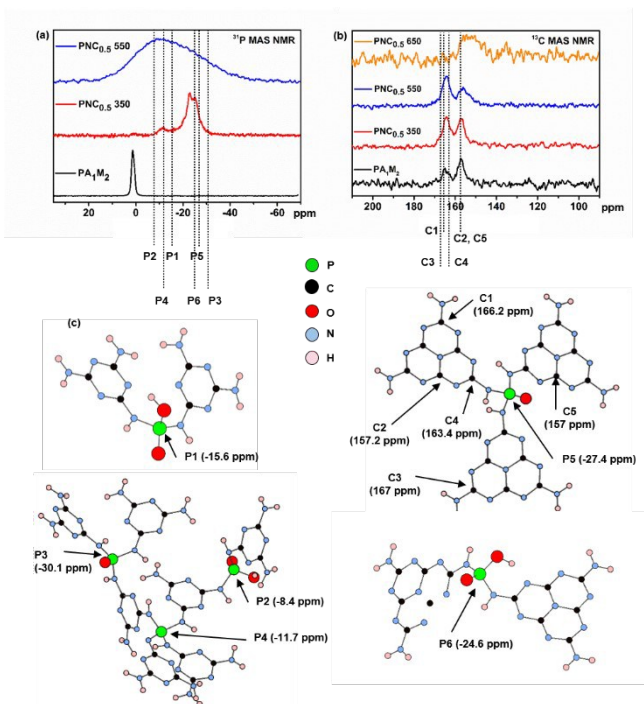 (a)
³¹P MAS NMR
PNC₀.₅ 550
PNC₀.₅ 350
PA₁M₂
20 0 -20 -40 -60 ppm
P2 P1 P5
P4 P6 P3
(b)
¹³C MAS NMR
PNC₀.₅ 650
PNC₀.₅ 550
PNC₀.₅ 350
PA₁M₂
210 180 160 140 120 100 ppm
C1
C2, C5
C3 C4
P
C
O
N
H
(c)
P1 (-15.6 ppm)
P3
(-30.1 ppm)
P2 (-8.4 ppm)
P4 (-11.7 ppm)
C1
(166.2 ppm)
C2
(157.2 ppm)
C4
(163.4 ppm)
C5
(157 ppm)
C3
(167 ppm)
P5 (-27.4 ppm)
P6 (-24.6 ppm)